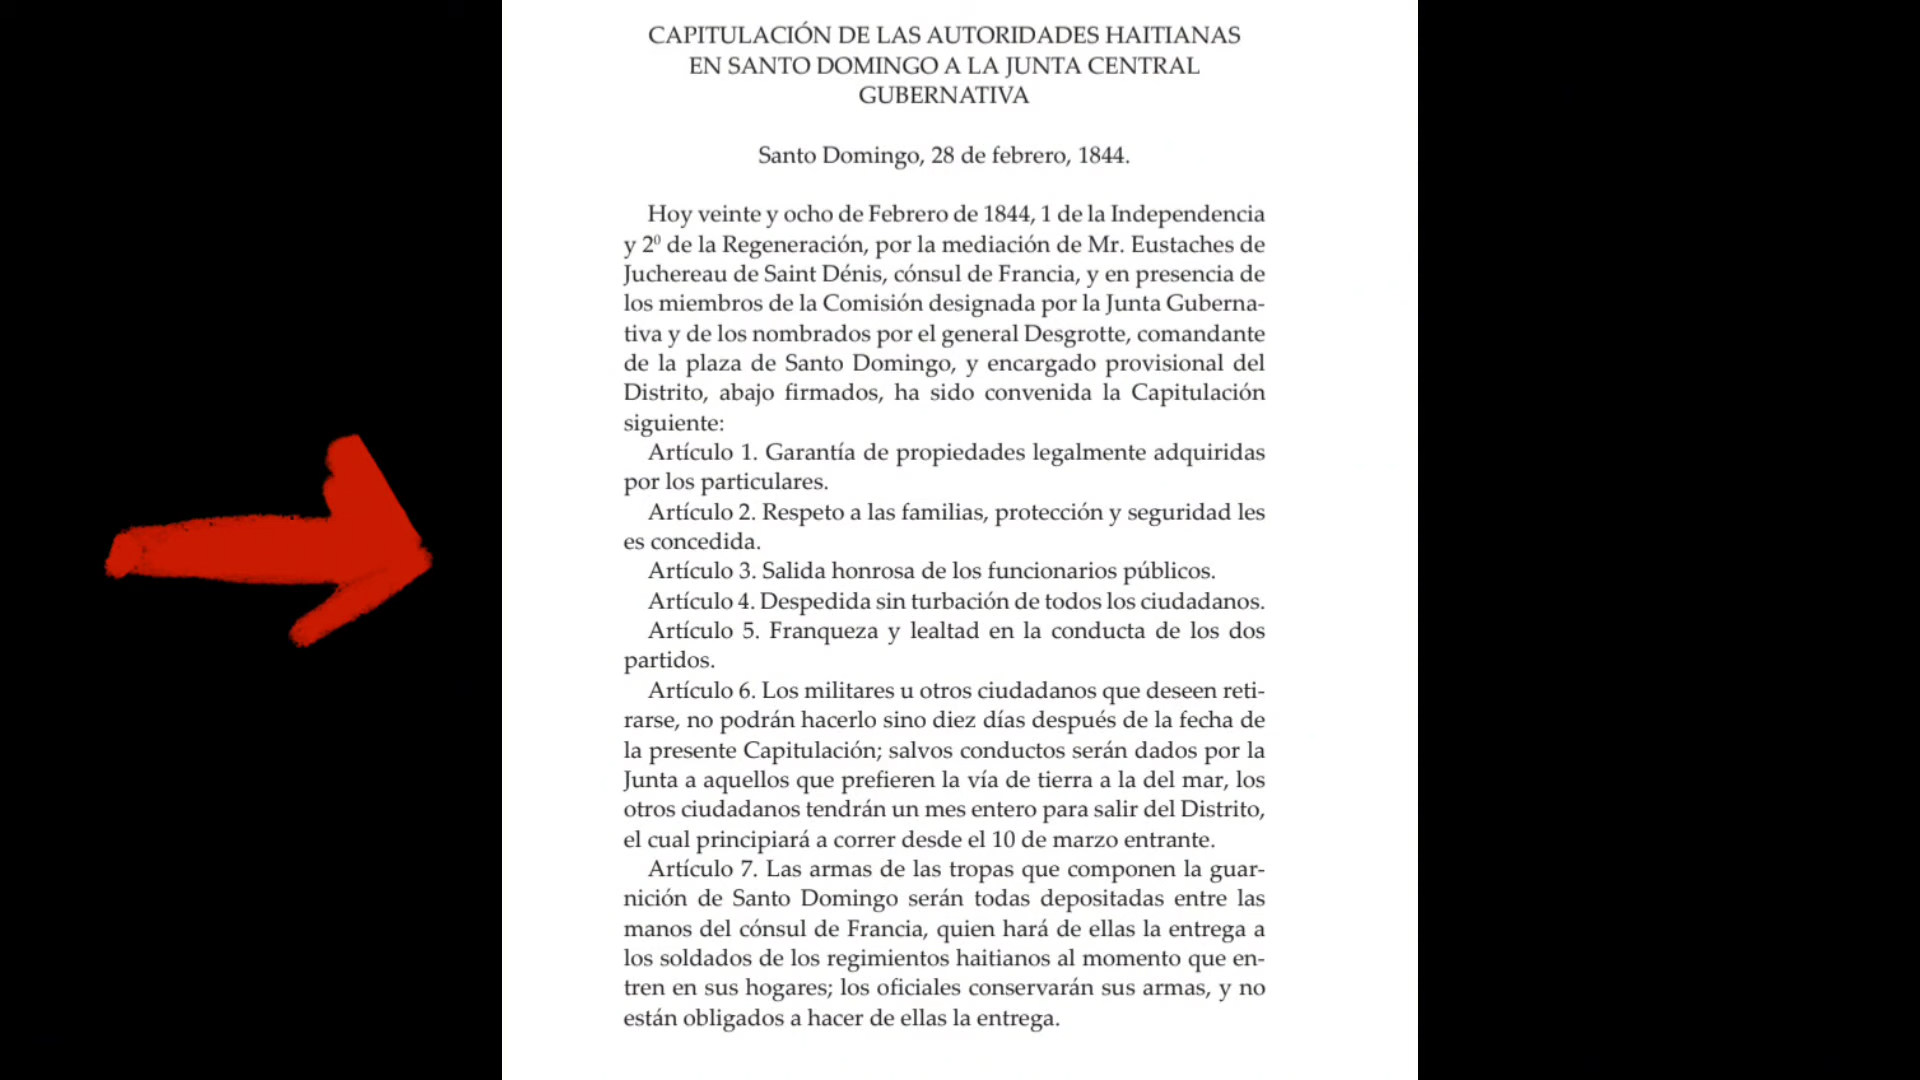 CAPITULACIÓN DE LAS AUTORIDADES HAITIANAS
EN SANTO DOMINGO A LA JUNTA CENTRAL
GUBERNATIVA
Santo Domingo, 28 de febrero, 1844.
Hoy veinte y ocho de Febrero de 1844, 1 de la Independencia
y 2⁰ de la Regeneración, por la mediación de Mr. Eustaches de
Juchereau de Saint Dénis, cónsul de Francia, y en presencia de
los miembros de la Comisión designada por la Junta Guberna-
tiva y de los nombrados por el general Desgrotte, comandante
de la plaza de Santo Domingo, y encargado provisional del
Distrito, abajo firmados, ha sido convenida la Capitulación
siguiente:
Artículo 1. Garantía de propiedades legalmente adquiridas
por los particulares.
Artículo 2. Respeto a las familias, protección y seguridad les
es concedida.
Artículo 3. Salida honrosa de los funcionarios públicos.
Artículo 4. Despedida sin turbación de todos los ciudadanos.
Artículo 5. Franqueza y lealtad en la conducta de los dos
partidos.
Artículo 6. Los militares u otros ciudadanos que deseen reti-
rarse, no podrán hacerlo sino diez días después de la fecha de
la presente Capitulación; salvos conductos serán dados por la
Junta a aquellos que prefieren la vía de tierra a la del mar, los
otros ciudadanos tendrán un mes entero para salir del Distrito,
el cual principiará a correr desde el 10 de marzo entrante.
Artículo 7. Las armas de las tropas que componen la guar-
nición de Santo Domingo serán todas depositadas entre las
manos del cónsul de Francia, quien hará de ellas la entrega a
los soldados de los regimientos haitianos al momento que en-
tren en sus hogares; los oficiales conservarán sus armas, y no
están obligados a hacer de ellas la entrega.